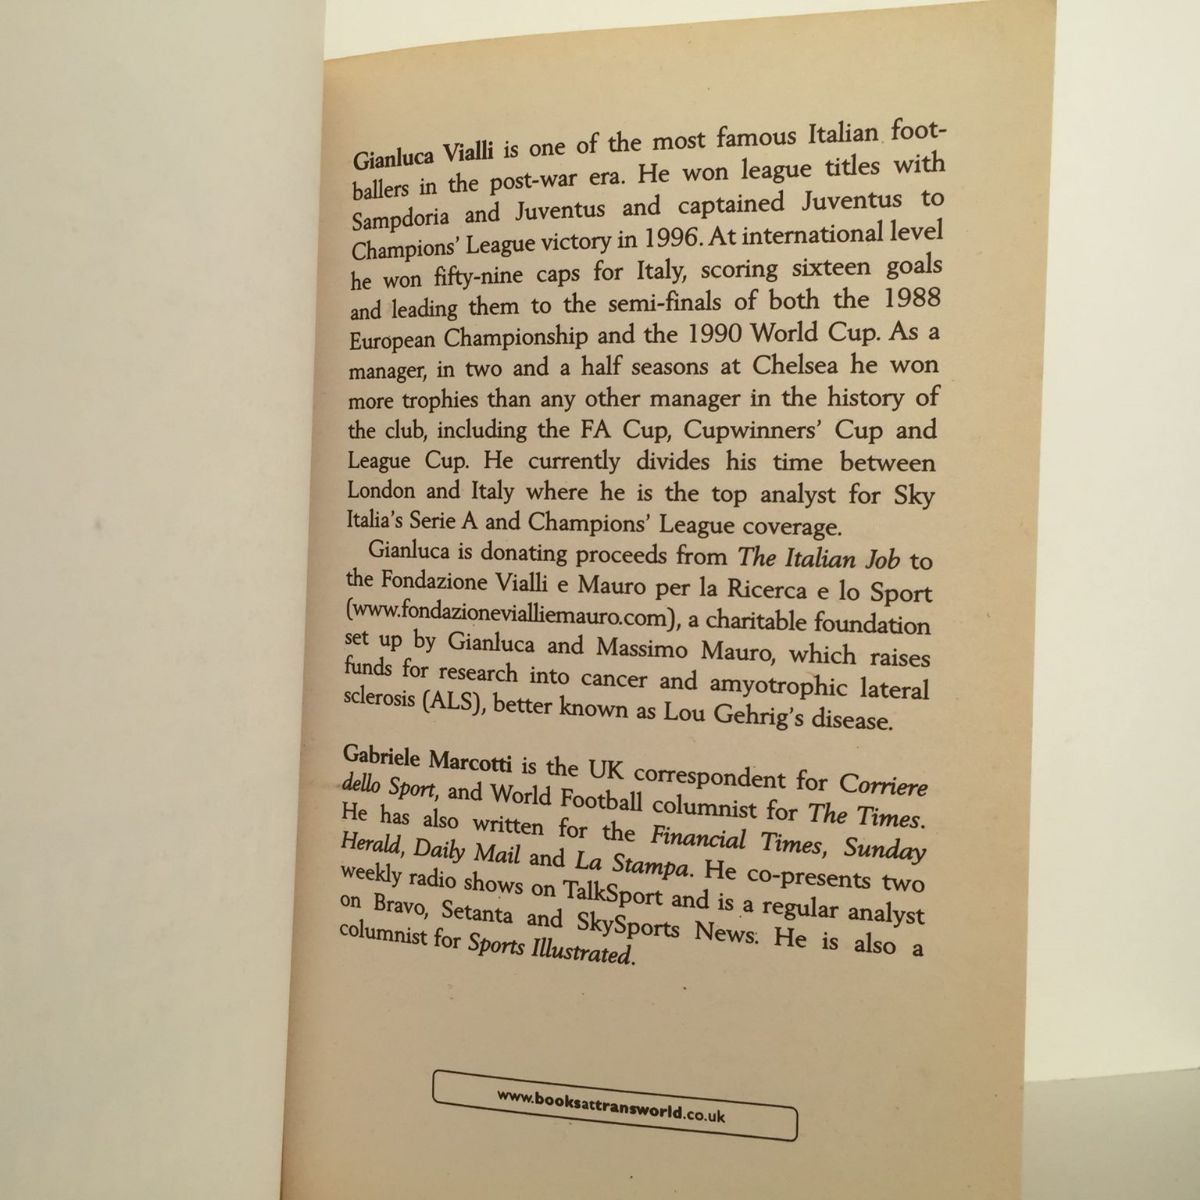 Gianluca Vialli is one of the most famous Italian foot-
ballers in the post-war era. He won league titles with
Sampdoria and Juventus and captained Juventus to
Champions' League victory in 1996. At international level
he won fifty-nine caps for Italy, scoring sixteen goals
and leading them to the semi-finals of both the 1988
European Championship and the 1990 World Cup. As a
manager, in two and a half seasons at Chelsea he won
more trophies than any other manager in the history of
the club, including the FA Cup, Cupwinners' Cup and
League Cup. He currently divides his time between
London and Italy where he is the top analyst for Sky
Italia's Serie A and Champions' League coverage.
Gianluca is donating proceeds from The Italian Job to
the Fondazione Vialli e Mauro per la Ricerca e lo Sport
(www.fondazionevialliemauro.com), a charitable foundation
set up by Gianluca and Massimo Mauro, which raises
funds for research into cancer and amyotrophic lateral
sclerosis (ALS), better known as Lou Gehrig's disease.
Gabriele Marcotti is the UK correspondent for Corriere
dello Sport, and World Football columnist for The Times.
He has also written for the Financial Times, Sunday
Herald, Daily Mail and La Stampa. He co-presents two
weekly radio shows on TalkSport and is a regular analyst
on Bravo, Setanta and SkySports News. He is also a
columnist for Sports Illustrated.
www.booksattransworld.co.uk